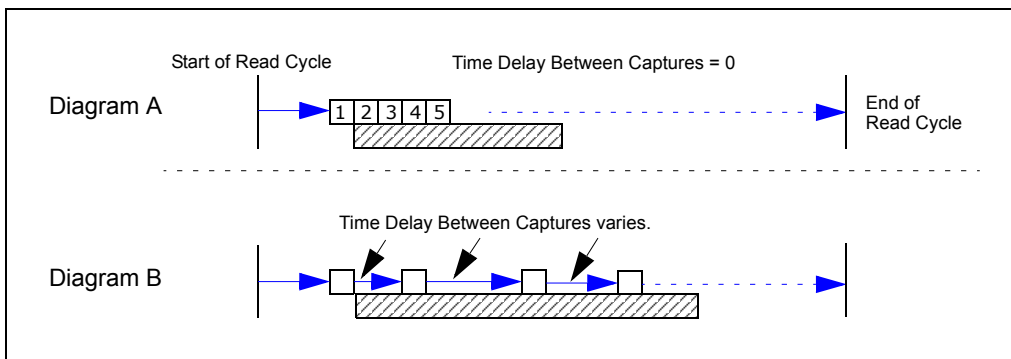 Start of Read Cycle
Time Delay Between Captures = 0
Diagram A
1 2 3 4 5
End of
Read Cycle
Time Delay Between Captures varies.
Diagram B